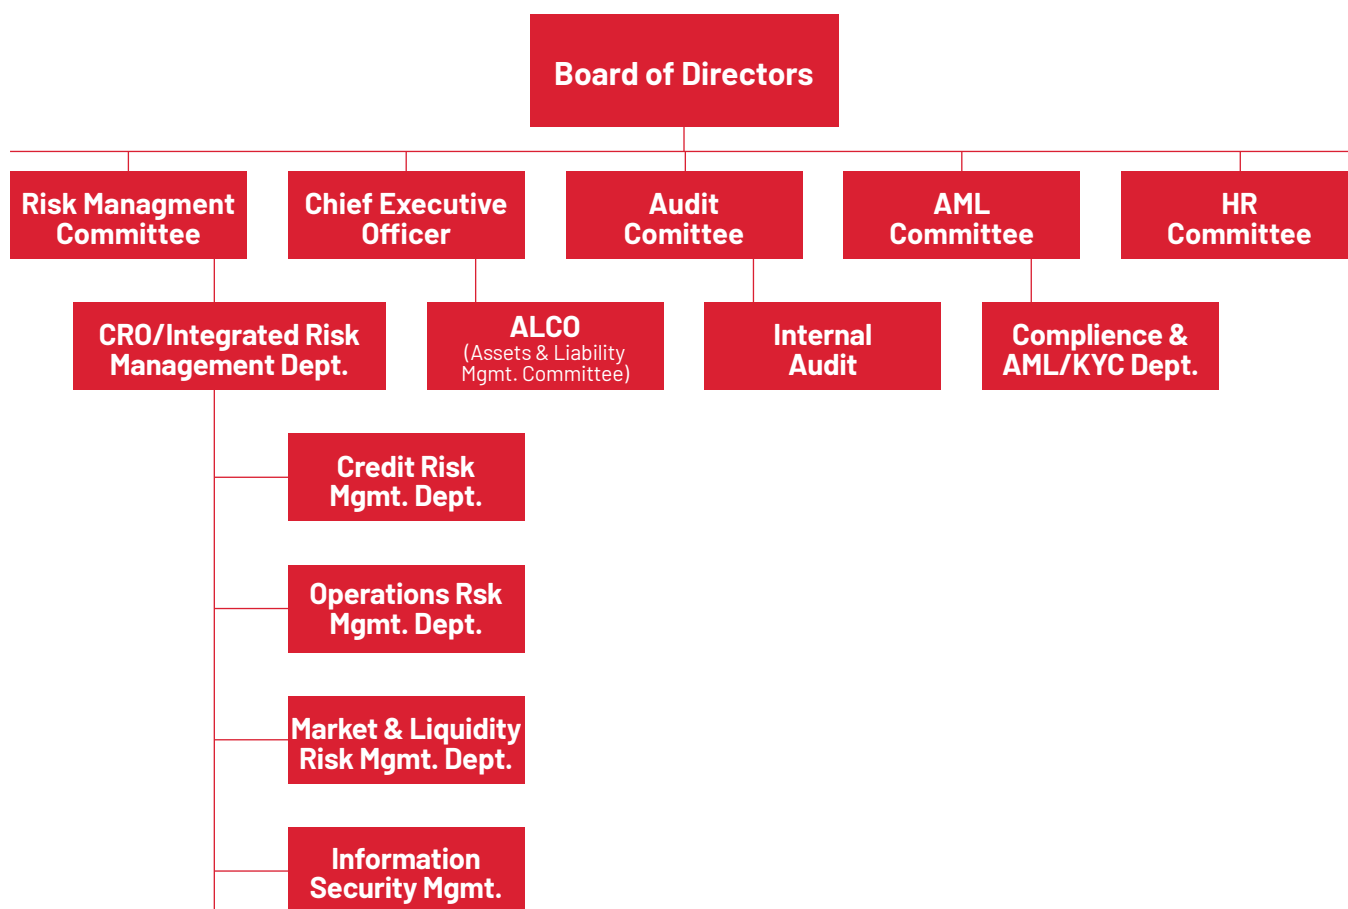 Board of Directors
Risk Managment
Committee
Chief Executive
Officer
Audit
Comittee
AML
Committee
HR
Committee
CRO/Integrated Risk
Management Dept.
ALCO
(Assets & Liability
Mgmt. Committee)
Internal
Audit
Complience &
AML/KYC Dept.
Credit Risk
Mgmt. Dept.
Operations Rsk
Mgmt. Dept.
Market & Liquidity
Risk Mgmt. Dept.
Information
Security Mgmt.